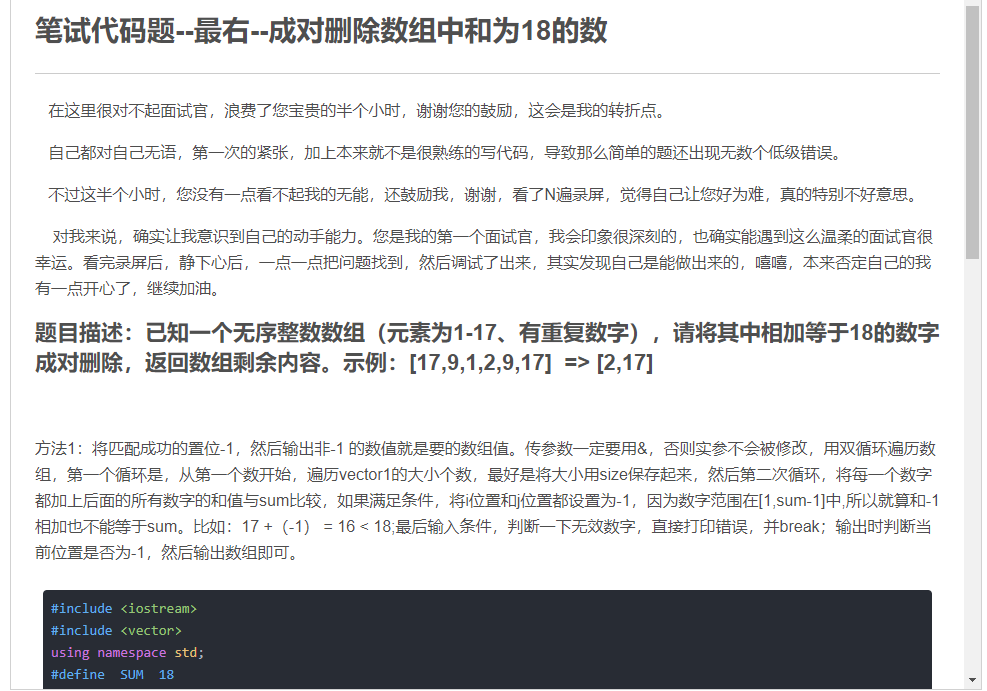 笔试代码题--最右--成对删除数组中和为18的数
在这里很对不起面试官，浪费了您宝贵的半个小时，谢谢您的鼓励，这会是我的转折点。
自己都对自己无语，第一次的紧张，加上本来就不是很熟练的写代码，导致那么简单的题还出现无数个低级错误。
不过这半个小时，您没有一点看不起我的无能，还鼓励我，谢谢，看了N遍录屏，觉得自己让您好为难，真的特别不好意思。
对我来说，确实让我意识到自己的动手能力。您是我的第一个面试官，我会印象很深刻的，也确实能遇到这么温柔的面试官很
幸运。看完录屏后，静下心后，一点一点把问题找到，然后调试了出来，其实发现自己是能做出来的，嘻嘻，本来否定自己的我
有一点开心了，继续加油。
题目描述：已知一个无序整数数组（元素为1-17、有重复数字），请将其中相加等于18的数字
成对删除，返回数组剩余内容。示例：[17,9,1,2,9,17] => [2,17]
方法1：将匹配成功的置位-1，然后输出非-1 的数值就是要的数组值。传参数一定要用&，否则实参不会被修改，用双循环遍历数
组，第一个循环是，从第一个数开始，遍历vector1的大小个数，最好是将大小用size保存起来，然后第二次循环，将每一个数字
都加上后面的所有数字的和值与sum比较，如果满足条件，将i位置和j位置都设置为-1，因为数字范围在[1,sum-1]中,所以就算和-1
相加也不能等于sum。比如：17 +（-1） = 16 < 18;最后输入条件，判断一下无效数字，直接打印错误，并break；输出时判断当
前位置是否为-1，然后输出数组即可。
#include <iostream>
#include <vector>
using namespace std;
#define SUM 18